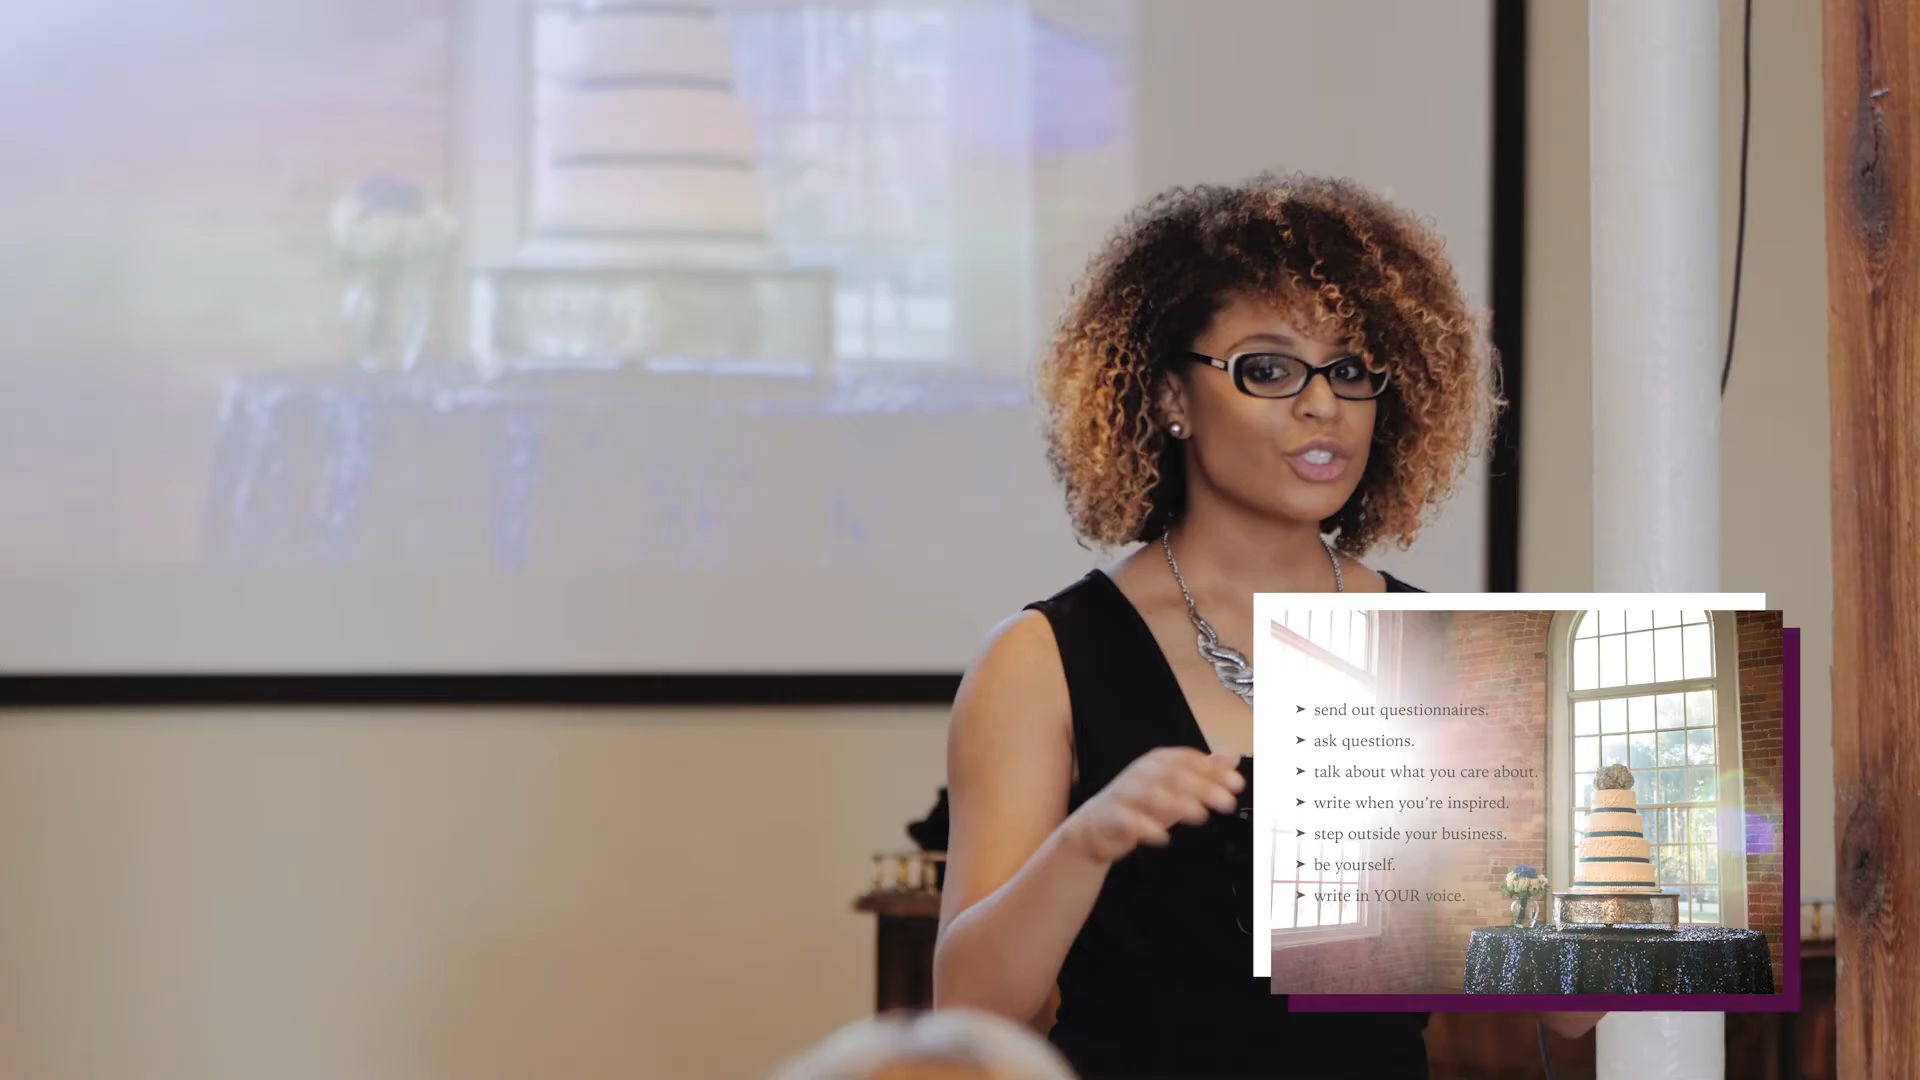 ➤ send out questionnaires.
➤ ask questions.
➤ talk about what you care about.
➤ write when you’re inspired.
➤ step outside your business.
➤ be yourself.
➤ write in YOUR voice.